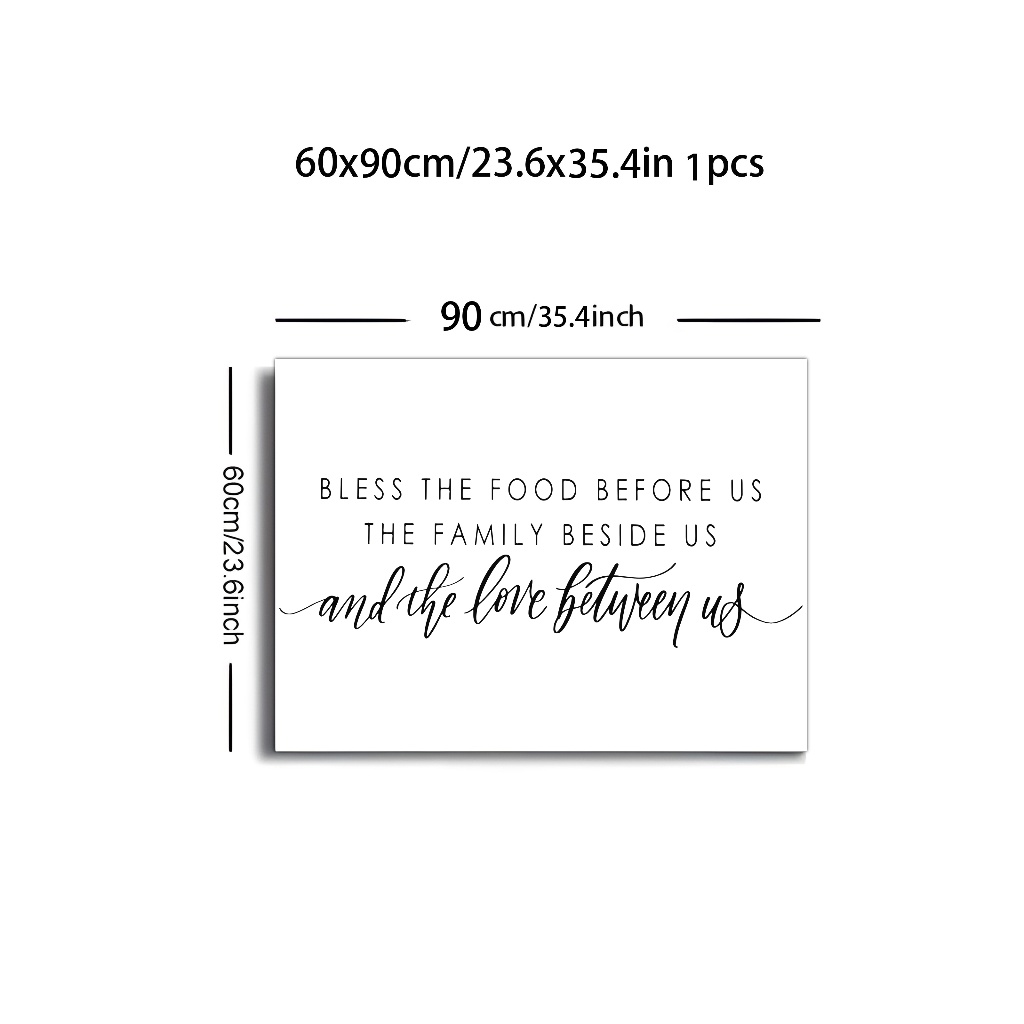 60x90cm/23.6x35.4in 1pcs
90 cm/35.4inch
60cm/23.6inch
BLESS THE FOOD BEFORE US
THE FAMILY BESIDE US
and the love between us